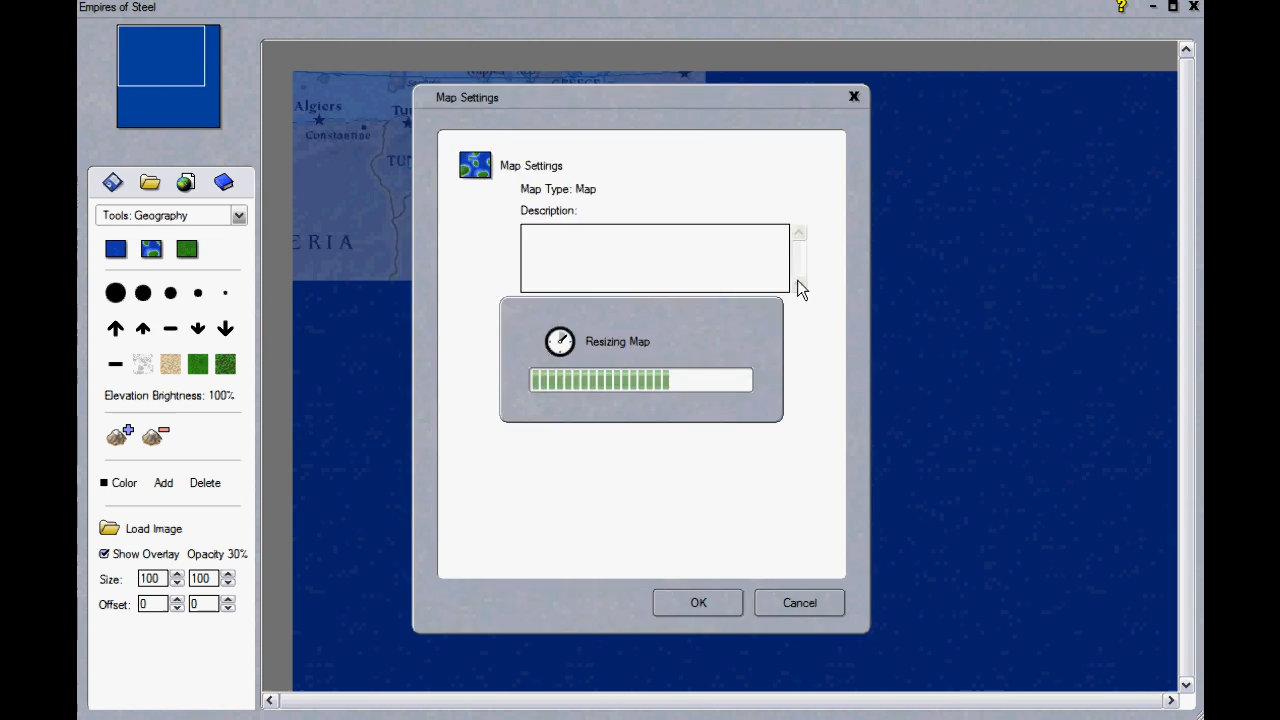 Empires of Steel
?
Algiers
Constantine
GREECE
ERIA
Map Settings
Map Settings
Map Type: Map
Description:
Resizing Map
OK
Cancel
Tools: Geography
Elevation Brightness: 100%
Color Add Delete
Load Image
Show Overlay Opacity 30%
Size: 100 100
Offset: 0 0